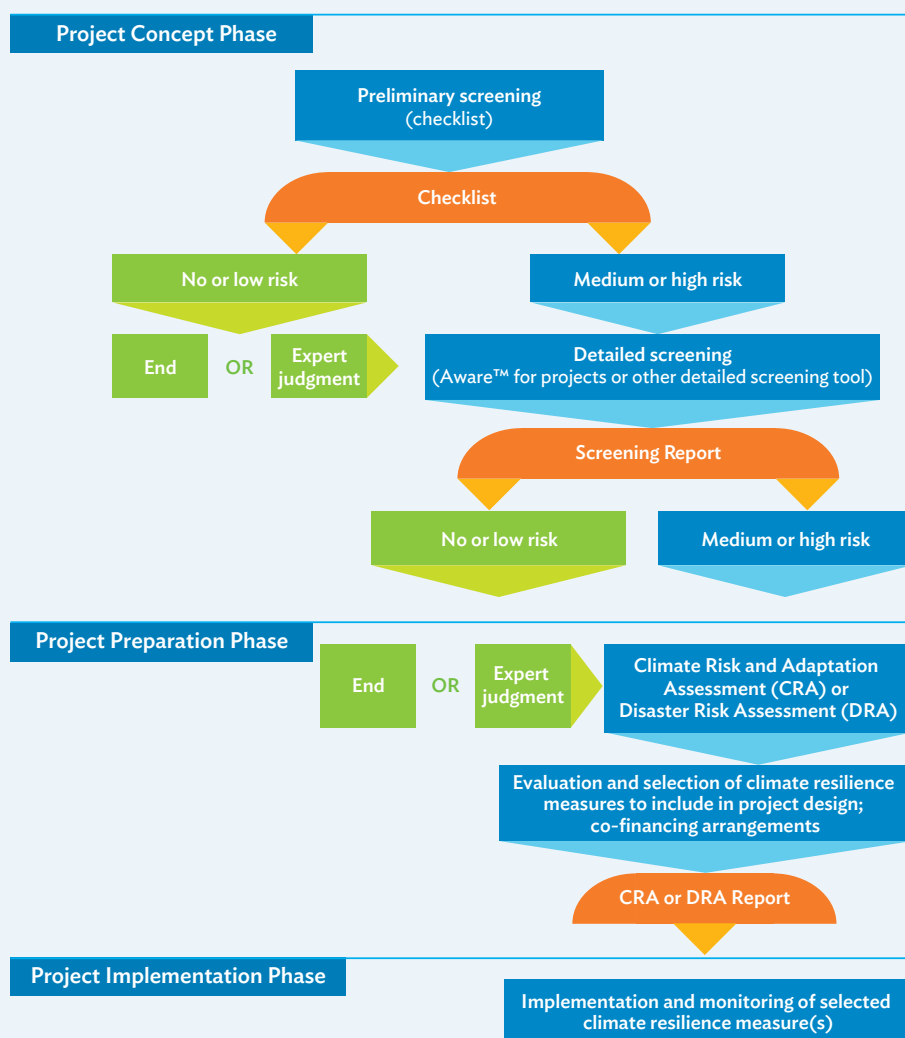 Project Concept Phase
Preliminary screening
(checklist)
Checklist
No or low risk
Medium or high risk
End
OR
Expert
judgment
Detailed screening
(Aware™ for projects or other detailed screening tool)
Screening Report
No or low risk
Medium or high risk
Project Preparation Phase
End
OR
Expert
judgment
Climate Risk and Adaptation
Assessment (CRA) or
Disaster Risk Assessment (DRA)
Evaluation and selection of climate resilience
measures to include in project design;
co-financing arrangements
CRA or DRA Report
Project Implementation Phase
Implementation and monitoring of selected
climate resilience measure(s)